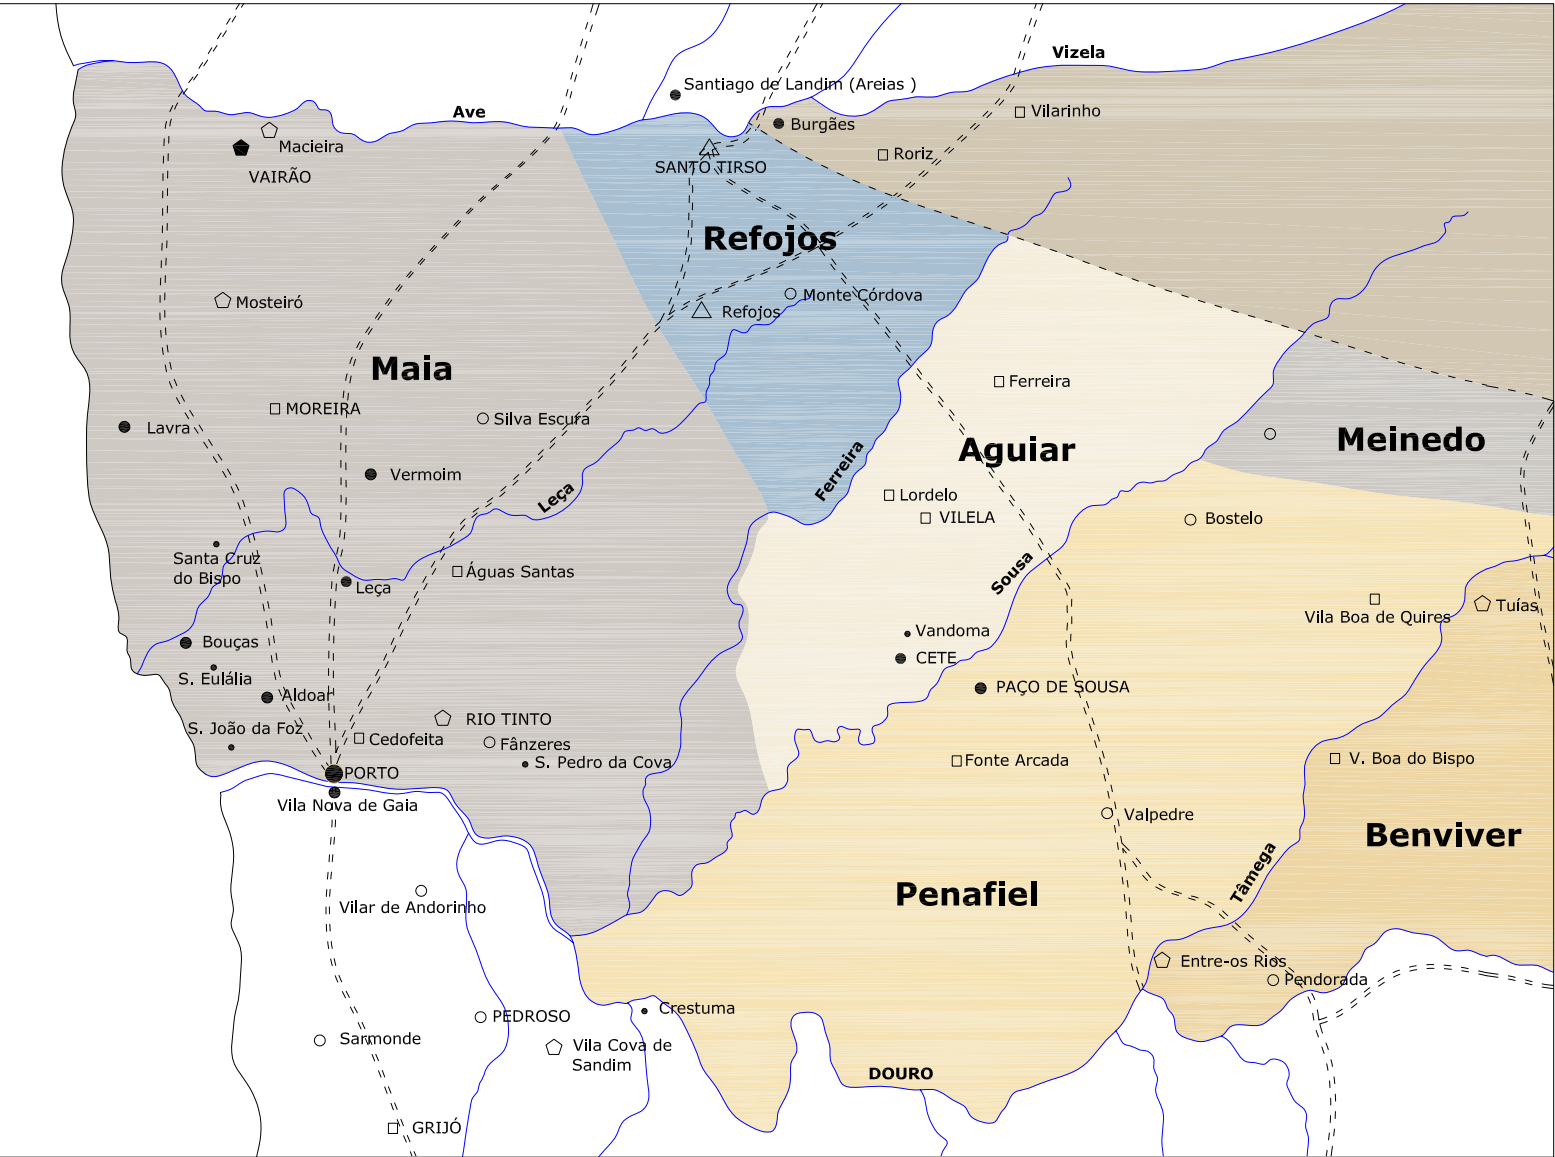 Vizela
Santiago de Landim (Areias )
Ave
Burgães
Vilarinho
Macieira
Roriz
VAIRÃO
SANTO TIRSO
Refojos
Monte Córdova
Mosteiró
Refojos
Maia
Ferreira
MOREIRA
Silva Escura
Lavra
Meinedo
Aguiar
Vermoim
Ferreira
Leça
Lordelo
VILELA
Bostelo
Santa Cruz
do Bispo
Águas Santas
Sousa
Leça
Tuías
Vila Boa de Quires
Vandoma
Bouças
CETE
S. Eulália
PAÇO DE SOUSA
Aldoar
RIO TINTO
S. João da Foz
Cedofeita
Fânzeres
V. Boa do Bispo
Fonte Arcada
S. Pedro da Cova
PORTO
Vila Nova de Gaia
Valpedre
Benviver
Tâmega
Penafiel
Vilar de Andorinho
Entre-os Rios
Pendorada
Crestuma
PEDROSO
Sarmonde
Vila Cova de
Sandim
DOURO
GRIJÓ